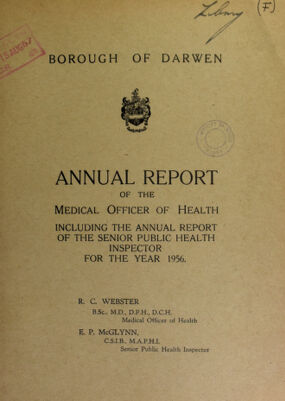 Library
(F)
BOROUGH OF DARWEN
ANNUAL REPORT
OF THE
MEDICAL OFFICER OF HEALTH
INCLUDING THE ANNUAL REPORT
OF THE SENIOR PUBLIC HEALTH
INSPECTOR
FOR THE YEAR 1956.
R. C. WEBSTER
B.Sc., M.D., D.P.H., D.C.H.
Medical Officer of Health
E. P. McGLYNN,
C.S.I.B., M.A.P.H.I.
Senior Public Health Inspector